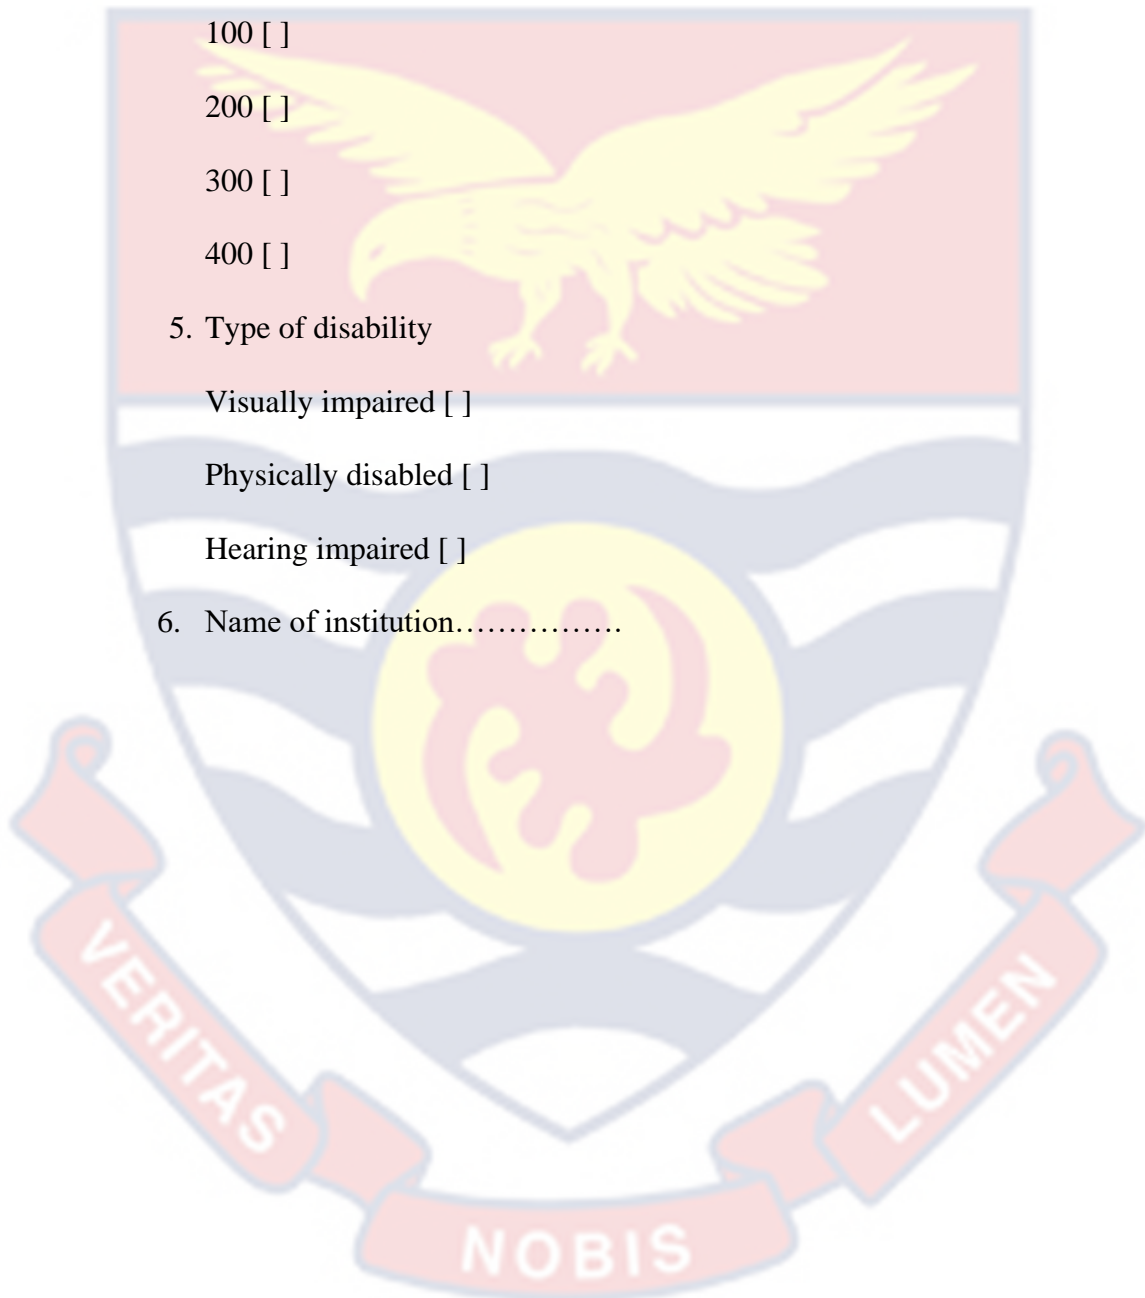 100 [ ]
200 [ ]
300 [ ]
400 [ ]
5. Type of disability
Visually impaired [ ]
Physically disabled [ ]
Hearing impaired [ ]
6. Name of institution…………….
VERITAS
NOBIS
LUMEN